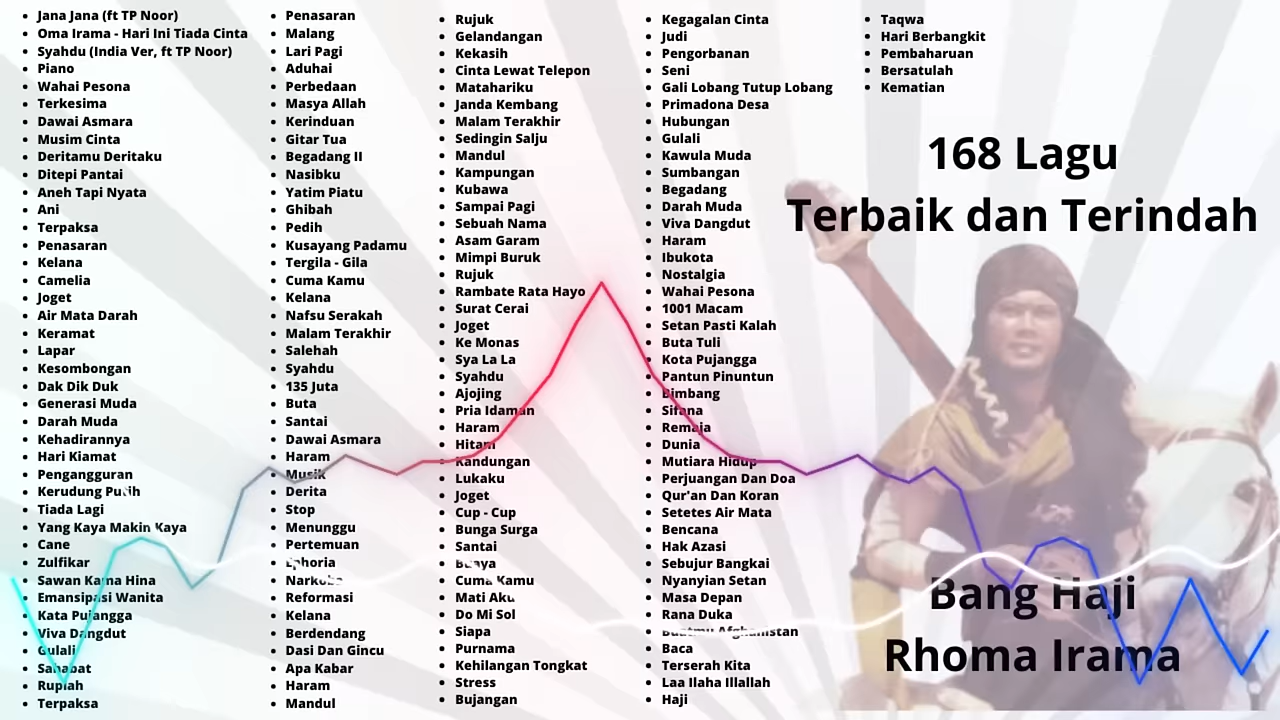 Jana Jana (ft TP Noor)
Oma Irama - Hari Ini Tiada Cinta
Syahdu (India Ver, ft TP Noor)
Piano
Wahai Pesona
Terkesima
Dawai Asmara
Musim Cinta
Deritamu Deritaku
Ditepi Pantai
Aneh Tapi Nyata
Ani
Terpaksa
Penasaran
Kelana
Camelia
Joget
Air Mata Darah
Keramat
Lapar
Kesombongan
Dak Dik Duk
Generasi Muda
Darah Muda
Kehadirannya
Hari Kiamat
Pengangguran
Kerudung Putih
Tiada Lagi
Yang Kaya Makin Kaya
Cane
Zulfikar
Sawan Kama Hina
Emansipasi Wanita
Kata Pujangga
Viva Dangdut
Gulali
Sahabat
Rupiah
Terpaksa
Penasaran
Malang
Lari Pagi
Aduhai
Perbedaan
Masya Allah
Kerinduan
Gitar Tua
Begadang II
Nasibku
Yatim Piatu
Ghibah
Pedih
Kusayang Padamu
Tergila - Gila
Cuma Kamu
Kelana
Nafsu Serakah
Malam Terakhir
Salehah
Syahdu
135 Juta
Buta
Santai
Dawai Asmara
Haram
Musik
Derita
Stop
Menunggu
Pertemuan
Ephoria
Narkoba
Reformasi
Kelana
Berdendang
Dasi Dan Gincu
Apa Kabar
Haram
Mandul
Rujuk
Gelandangan
Kekasih
Cinta Lewat Telepon
Matahariku
Janda Kembang
Malam Terakhir
Sedingin Salju
Mandul
Kampungan
Kubawa
Sampai Pagi
Sebuah Nama
Asam Garam
Mimpi Buruk
Rujuk
Rambate Rata Hayo
Surat Cerai
Joget
Ke Monas
Sya La La
Syahdu
Ajojing
Pria Idaman
Haram
Hitam
Kandungan
Lukaku
Joget
Cup - Cup
Bunga Surga
Santai
Buaya
Cuma Kamu
Mati Aku
Do Mi Sol
Siapa
Purnama
Kehilangan Tongkat
Stress
Bujangan
Kegagalan Cinta
Judi
Pengorbanan
Seni
Gali Lobang Tutup Lobang
Primadona Desa
Hubungan
Gulali
Kawula Muda
Sumbangan
Begadang
Darah Muda
Viva Dangdut
Haram
Ibukota
Nostalgia
Wahai Pesona
1001 Macam
Setan Pasti Kalah
Buta Tuli
Kota Pujangga
Pantun Pinuntun
Bimbang
Sifana
Remaja
Dunia
Mutiara Hidup
Perjuangan Dan Doa
Qur'an Dan Koran
Setetes Air Mata
Bencana
Hak Azasi
Sebujur Bangkai
Nyanyian Setan
Masa Depan
Rana Duka
Buatmu Afghanistan
Baca
Terserah Kita
Laa Ilaha Illallah
Haji
Taqwa
Hari Berbangkit
Pembaharuan
Bersatulah
Kematian
168 Lagu
Terbaik dan Terindah
Bang Haji
Rhoma Irama